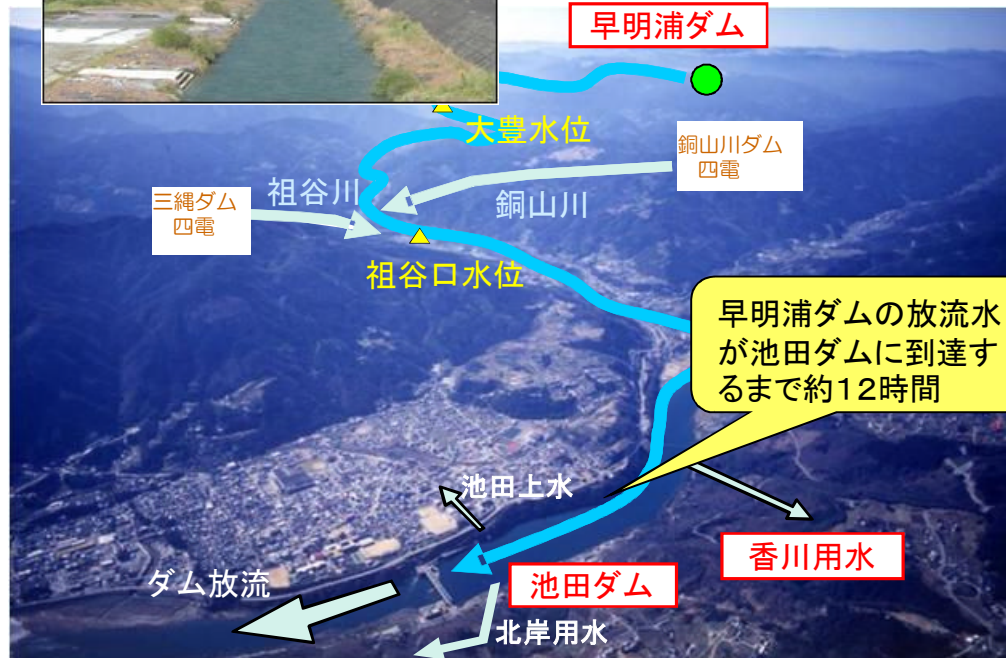 早明浦ダム
大豊水位
銅山川ダム
四電
祖谷川
銅山川
三縄ダム
四電
祖谷口水位
早明浦ダムの放流水
が池田ダムに到達す
るまで約12時間
池田上水
香川用水
池田ダム
ダム放流
北岸用水